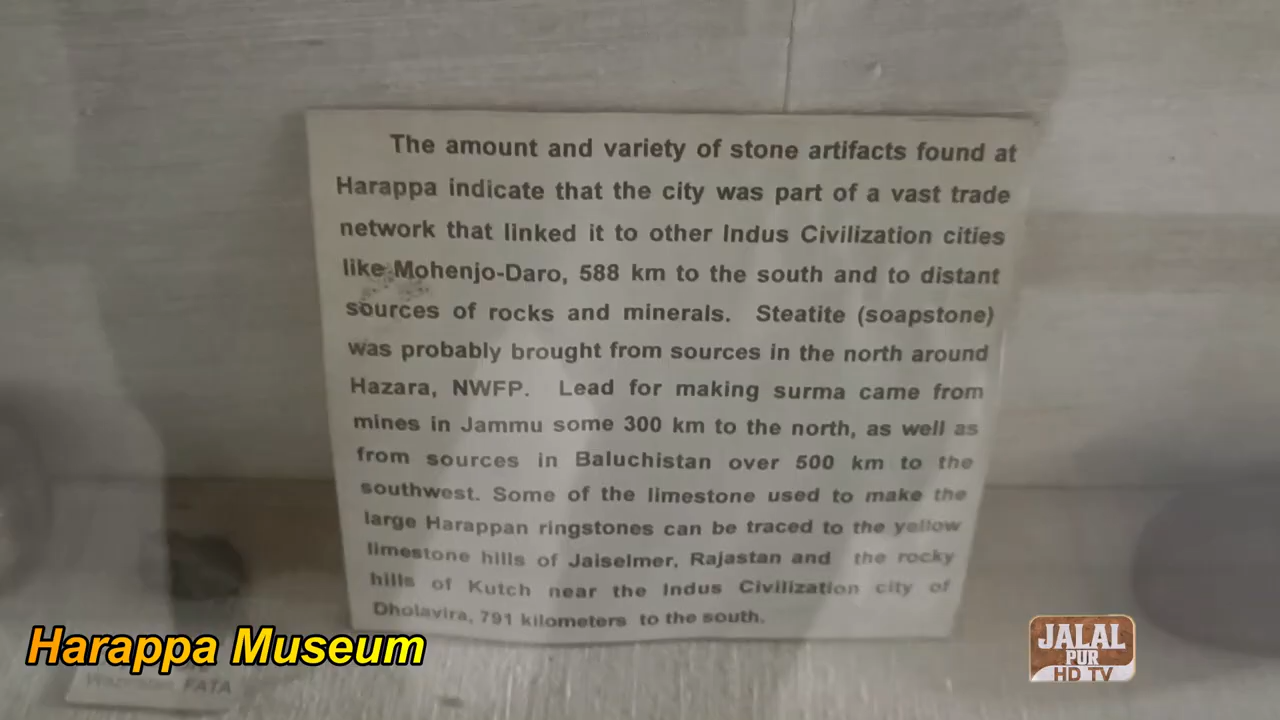 The amount and variety of stone artifacts found at
Harappa indicate that the city was part of a vast trade
network that linked it to other Indus Civilization cities
like Mohenjo-Daro, 588 km to the south and to distant
sources of rocks and minerals. Steatite (soapstone)
was probably brought from sources in the north around
Hazara, NWFP. Lead for making surma came from
mines in Jammu some 300 km to the north, as well as
from sources in Baluchistan over 500 km to the
southwest. Some of the limestone used to make the
large Harappan ringstones can be traced to the yellow
limestone hills of Jaiselmer, Rajastan and the rocky
hills of Kutch near the Indus Civilization city of
Dholavira, 791 kilometers to the south.
Harappa Museum
FATA
JALAL
PUR
HD TV